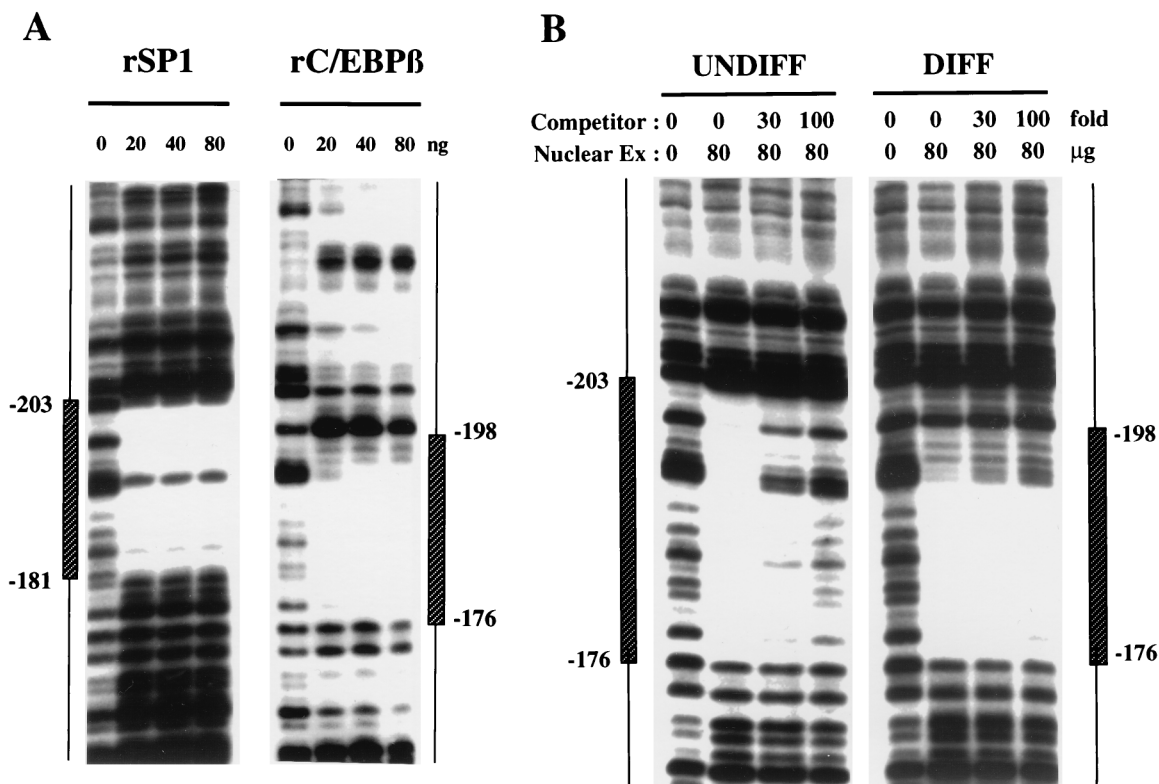 A
rSP1
rC/EBPß
0 20 40 80
0 20 40 80 ng
-203
-181
-198
-176
B
UNDIFF
DIFF
Competitor : 0 0 30 100
0 0 30 100 fold
Nuclear Ex : 0 80 80 80
0 80 80 80 µg
-203
-176
-198
-176